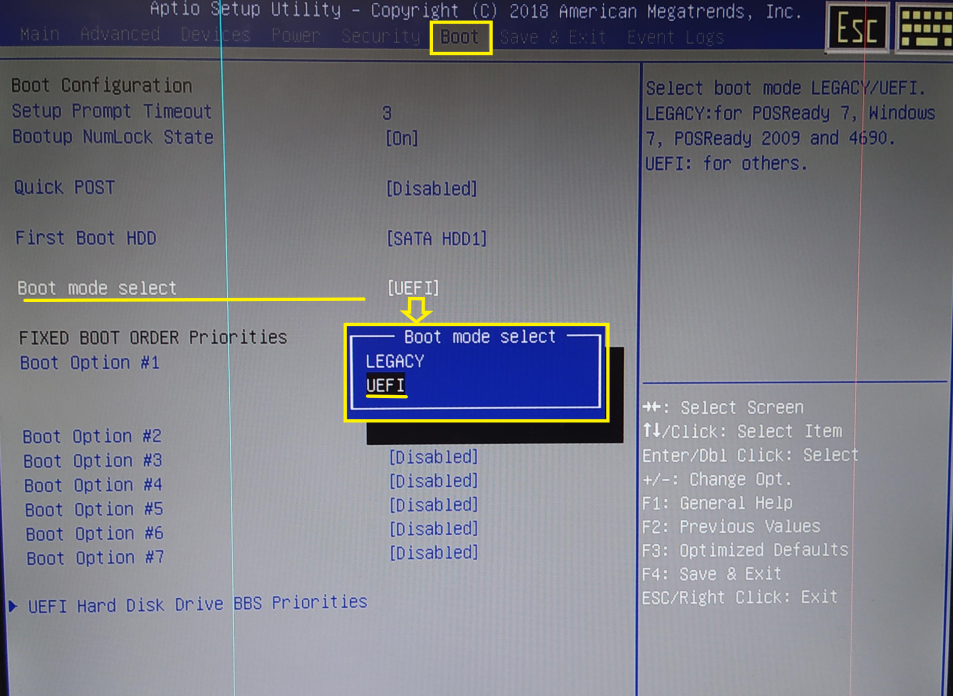 Aptio Setup Utility - Copyright (C) 2018 American Megatrends, Inc.
Main Advanced Devices Power Security Boot Save & Exit Event Logs
ESC
Boot Configuration
Setup Prompt Timeout 3
Bootup NumLock State [On]
Quick POST [Disabled]
First Boot HDD [SATA HDD1]
Boot mode select [UEFI]
FIXED BOOT ORDER Priorities
Boot Option #1
Boot mode select
LEGACY
UEFI
Boot Option #2
Boot Option #3 [Disabled]
Boot Option #4 [Disabled]
Boot Option #5 [Disabled]
Boot Option #6 [Disabled]
Boot Option #7 [Disabled]
UEFI Hard Disk Drive BBS Priorities
Select boot mode LEGACY/UEFI.
LEGACY:for POSReady 7, Windows
7, POSReady 2009 and 4690.
UEFI: for others.
→←: Select Screen
↑↓/Click: Select Item
Enter/Dbl Click: Select
+/-: Change Opt.
F1: General Help
F2: Previous Values
F3: Optimized Defaults
F4: Save & Exit
ESC/Right Click: Exit